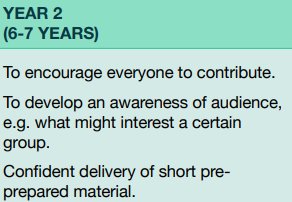 YEAR 2
(6-7 YEARS)
To encourage everyone to contribute.
To develop an awareness of audience,
e.g. what might interest a certain
group.
Confident delivery of short pre-
prepared material.